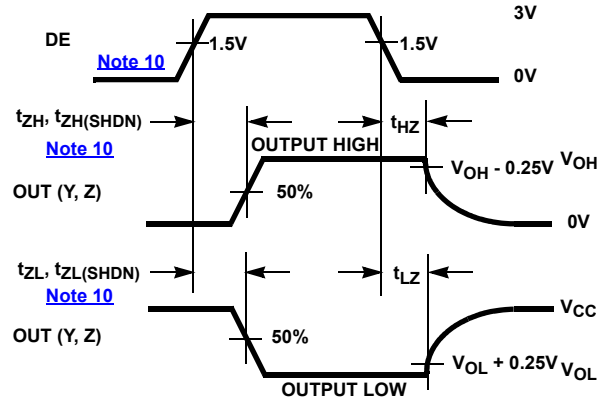 3V
DE
Note 10
1.5V
1.5V
0V
tZH, tZH(SHDN)
tHZ
Note 10
OUTPUT HIGH
VOH - 0.25V
VOH
OUT (Y, Z)
50%
0V
tZL, tZL(SHDN)
tLZ
Note 10
VCC
OUT (Y, Z)
50%
VOL + 0.25V
VOL
OUTPUT LOW